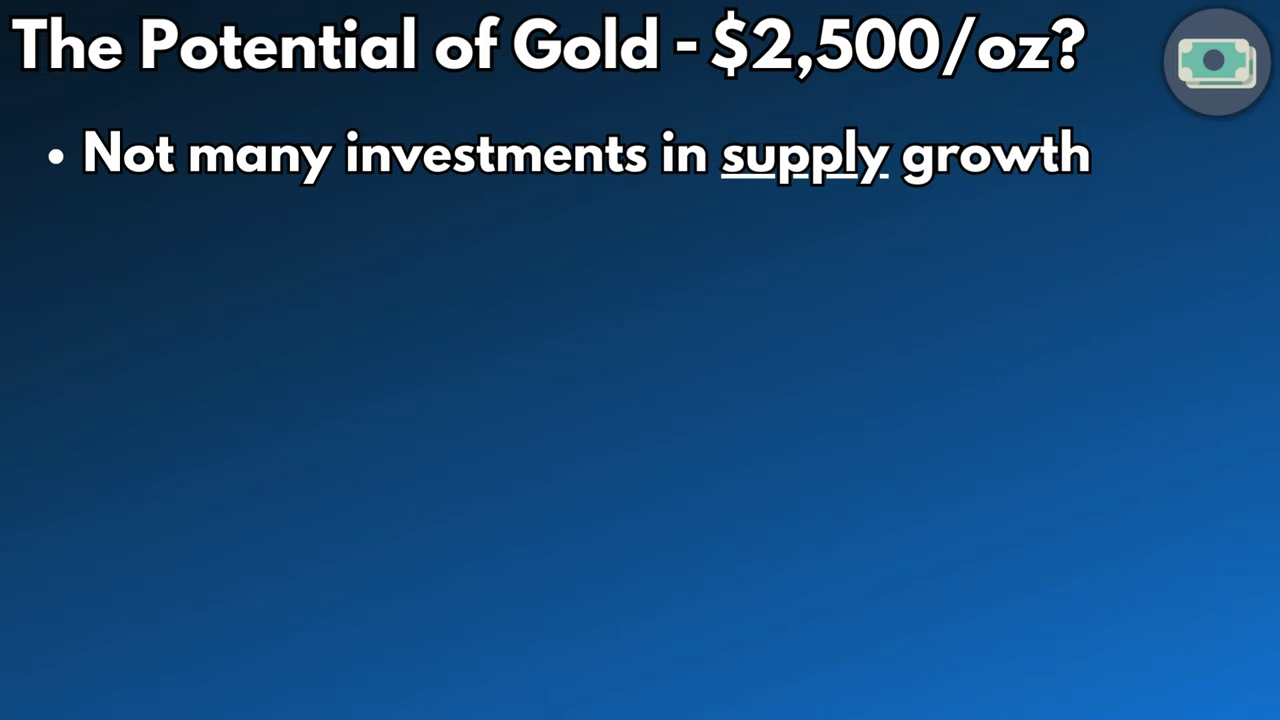 The Potential of Gold - $2,500/oz?
• Not many investments in supply growth